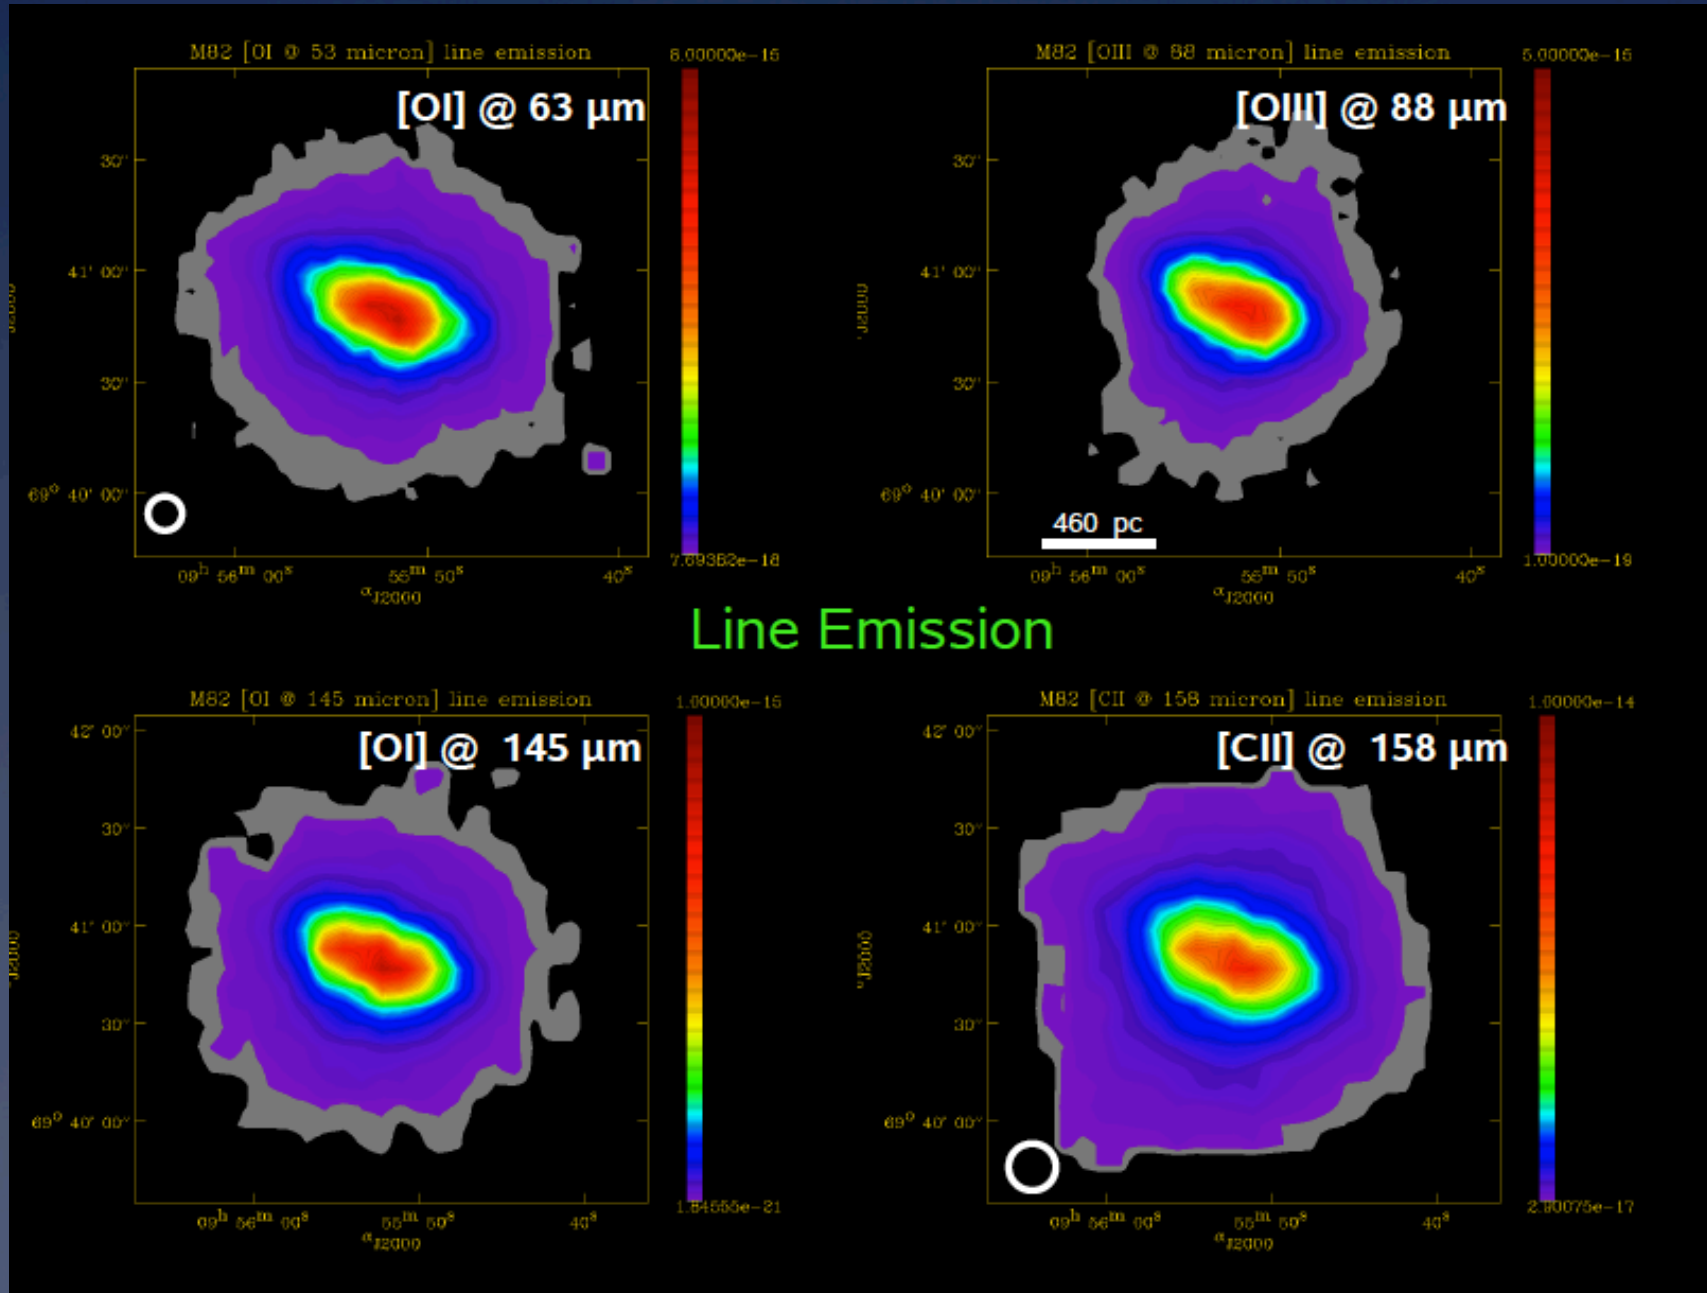 M82 [OI @ 53 micron] line emission
8.00000e-15
[OI] @ 63 µm
30''
41' 00''
30''
69° 40' 00''
7.69382e-18
09h 56m 00s
55m 50s
40s
αJ2000
M82 [OIII @ 88 micron] line emission
5.00000e-15
[OIII] @ 88 µm
30''
41' 00''
30''
69° 40' 00''
460 pc
1.00000e-19
09h 56m 00s
55m 50s
40s
αJ2000
Line Emission
M82 [OI @ 145 micron] line emission
1.00000e-15
[OI] @ 145 µm
42' 00''
30''
41' 00''
30''
69° 40' 00''
09h 56m 00s
55m 50s
40s
αJ2000
M82 [CII @ 158 micron] line emission
1.00000e-14
[CII] @ 158 µm
42' 00''
30''
41' 00''
30''
69° 40' 00''
09h 56m 00s
55m 50s
40s
αJ2000